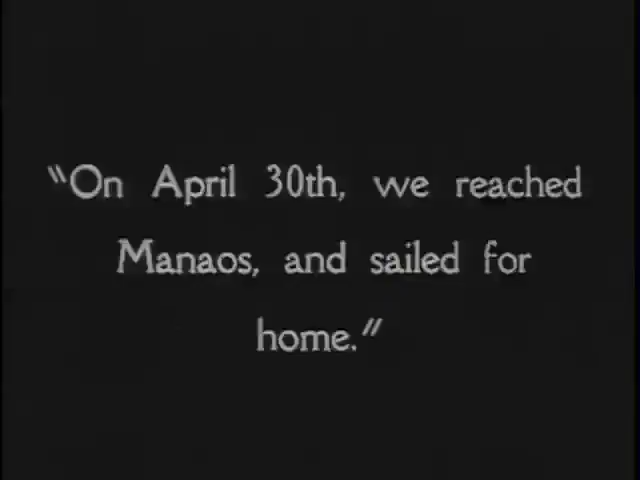 "On April 30th, we reached
Manaos, and sailed for
home."